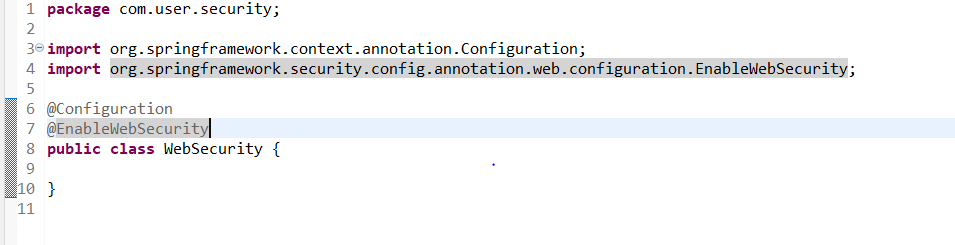 1 package com.user.security;
2
3 import org.springframework.context.annotation.Configuration;
4 import org.springframework.security.config.annotation.web.configuration.EnableWebSecurity;
5
6 @Configuration
7 @EnableWebSecurity
8 public class WebSecurity {
9
10 }
11